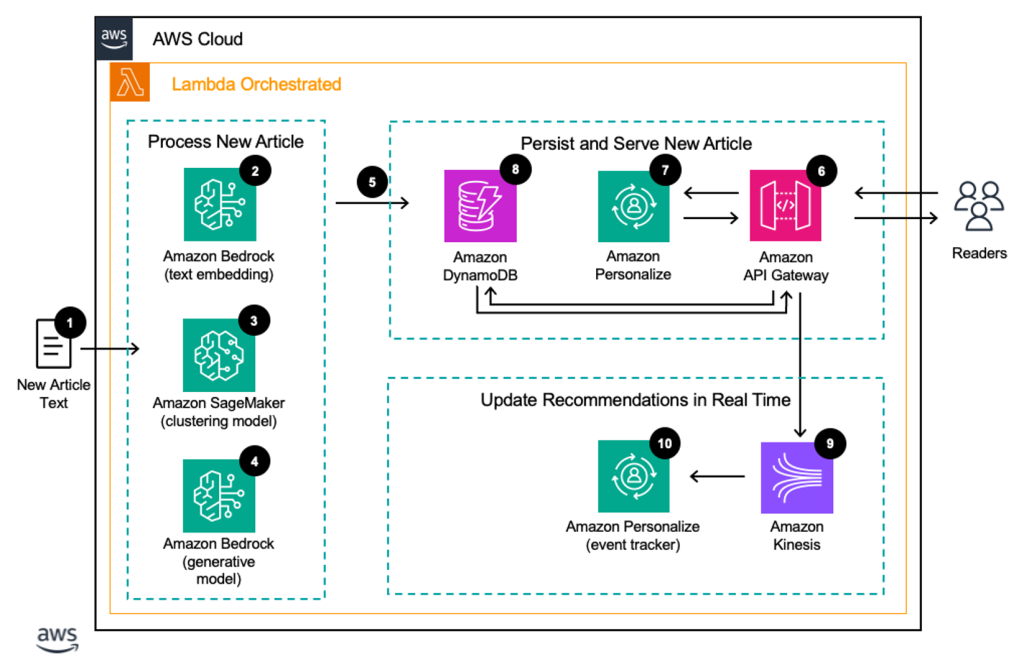 aws
AWS Cloud
Lambda Orchestrated
Process New Article
2
Amazon Bedrock
(text embedding)
3
Amazon SageMaker
(clustering model)
4
Amazon Bedrock
(generative
model)
1
New Article
Text
5
Persist and Serve New Article
8
Amazon
DynamoDB
7
Amazon
Personalize
6
</>
Amazon
API Gateway
Readers
Update Recommendations in Real Time
10
Amazon Personalize
(event tracker)
9
Amazon
Kinesis
aws